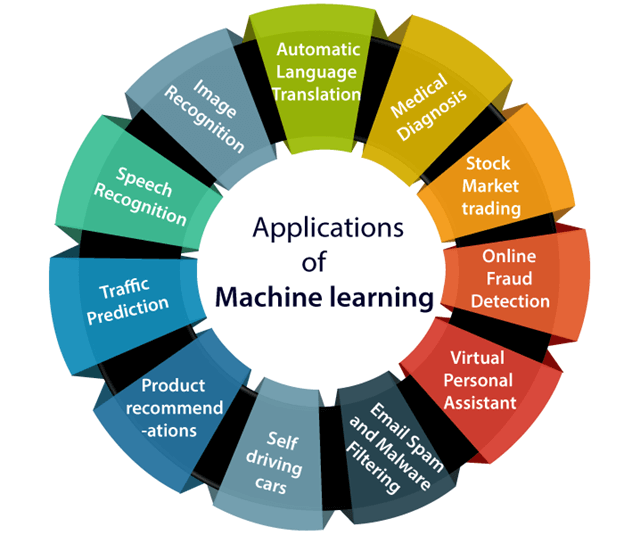 Applications
of
Machine learning
Automatic
Language
Translation
Medical
Diagnosis
Stock
Market
trading
Online
Fraud
Detection
Virtual
Personal
Assistant
Email Spam
and Malware
Filtering
Self
driving
cars
Product
recommend
-ations
Traffic
Prediction
Speech
Recognition
Image
Recognition